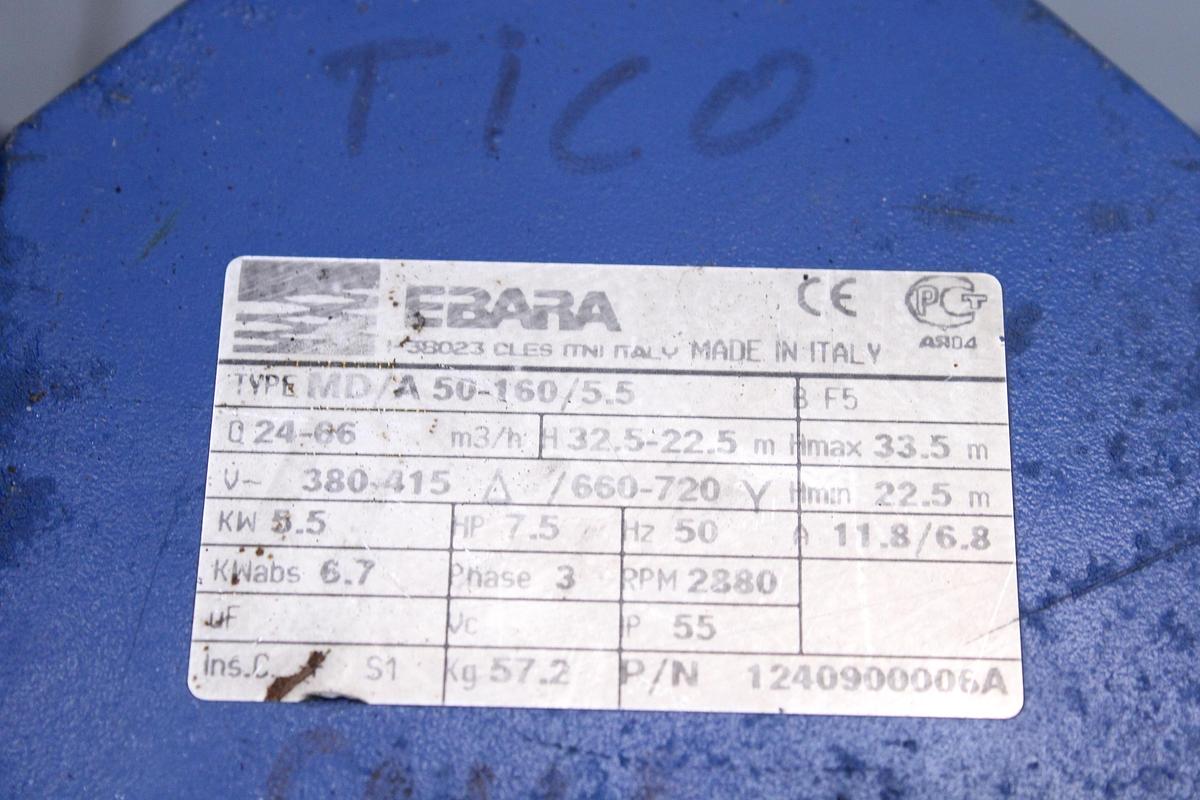 TiCO
EBARA CE PCT
I-38023 CLES (TN) ITALY MADE IN ITALY АЯ04
TYPE MD/A 50-160/5.5 B F5
Q 24-66 m3/h H 32.5-22.5 m Hmax 33.5 m
V~ 380-415 Δ /660-720 Y Hmin 22.5 m
KW 5.5 HP 7.5 Hz 50 A 11.8/6.8
KWabs 6.7 Phase 3 RPM 2880
µF Vc IP 55
Ins.C S1 Kg 57.2 P/N 1240900006A